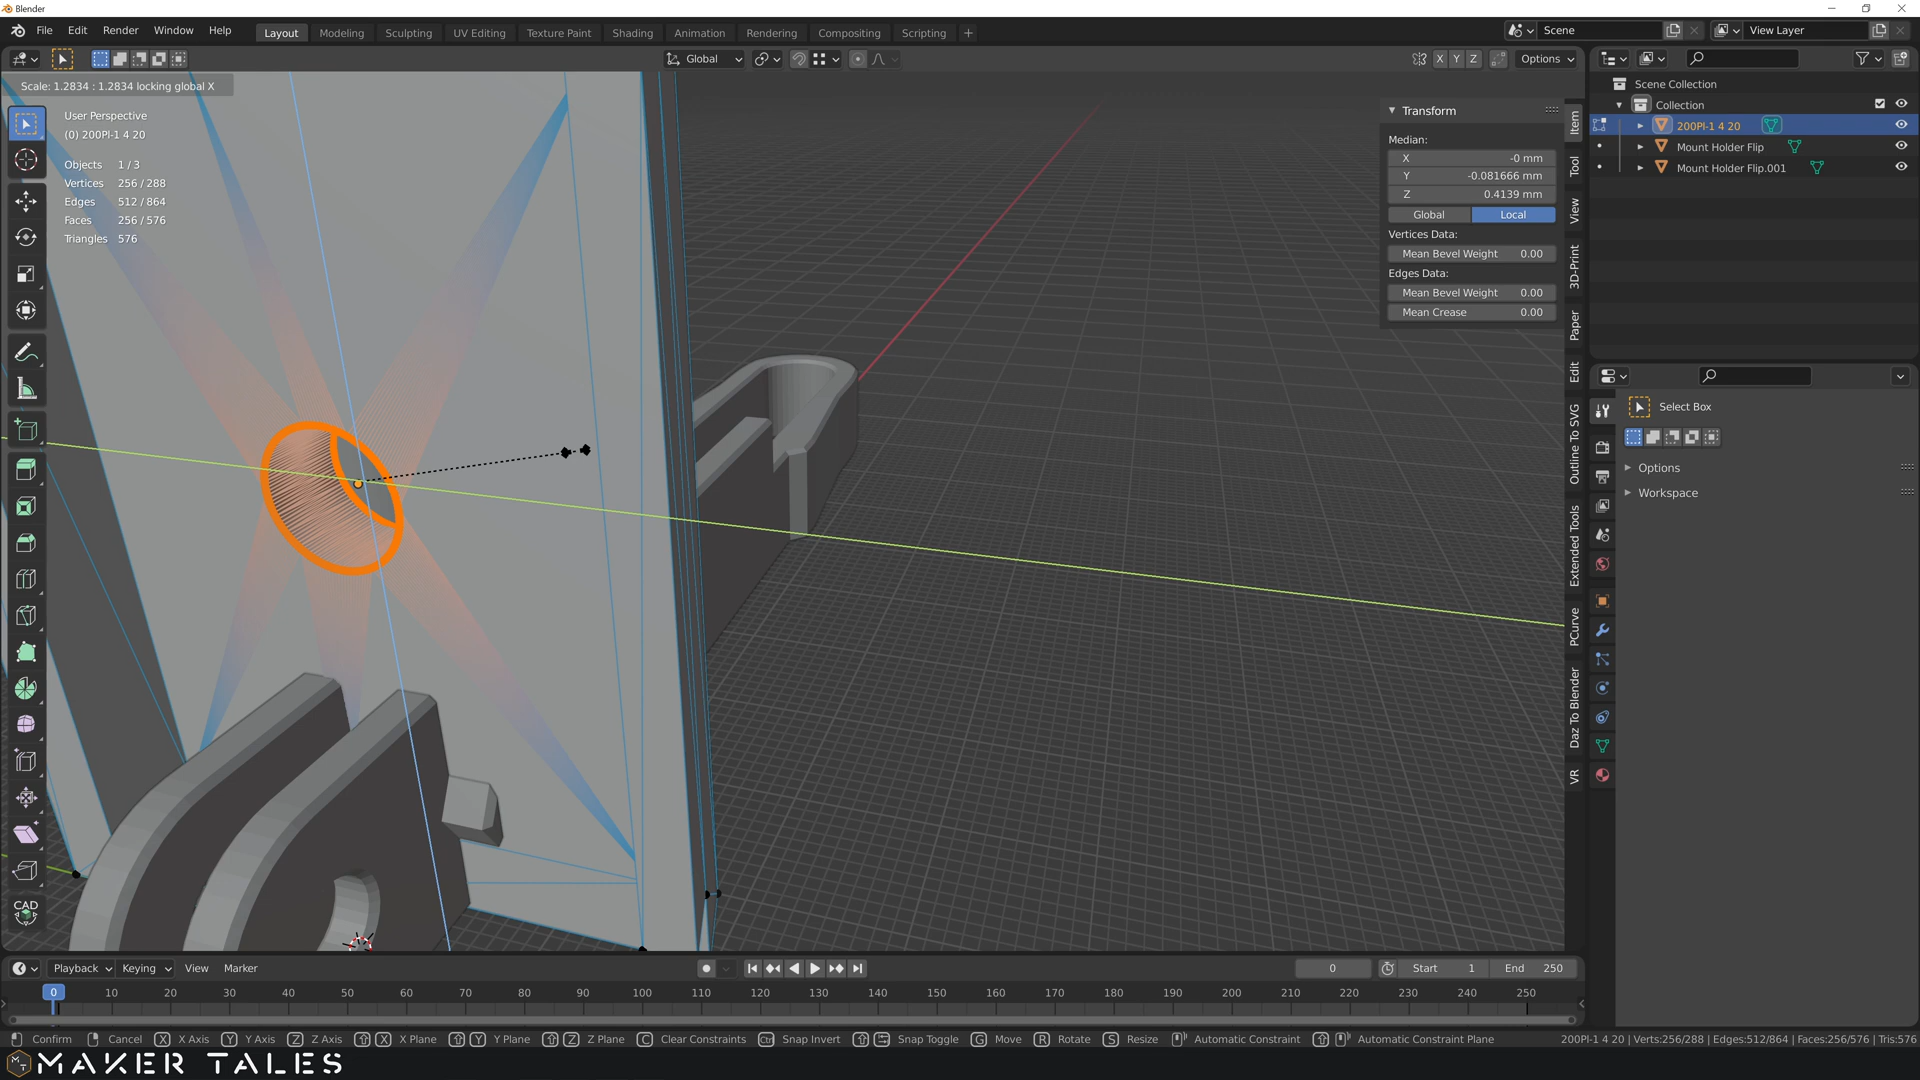 Blender
File Edit Render Window Help
Layout Modeling Sculpting UV Editing Texture Paint Shading Animation Rendering Compositing Scripting +
Scene
View Layer
Global
X Y Z
Options
Scale: 1.2834 : 1.2834 locking global X
User Perspective
(0) 200Pl-1 4 20
Objects 1 / 3
Vertices 256 / 288
Edges 512 / 864
Faces 256 / 576
Triangles 576
CAD
Transform
Median:
X -0 mm
Y -0.081666 mm
Z 0.4139 mm
Global Local
Vertices Data:
Mean Bevel Weight 0.00
Edges Data:
Mean Bevel Weight 0.00
Mean Crease 0.00
Item
Tool
View
3D-Print
Paper
Edit
Outline To SVG
Extended Tools
PCurve
Daz To Blender
VR
Scene Collection
Collection
200Pl-1 4 20
Mount Holder Flip
Mount Holder Flip.001
Select Box
Options
Workspace
Playback Keying View Marker
0
Start 1
End 250
0 10 20 30 40 50 60 70 80 90 100 110 120 130 140 150 160 170 180 190 200 210 220 230 240 250
Confirm Cancel X X Axis Y Y Axis Z Z Axis X X Plane Y Y Plane Z Z Plane C Clear Constraints Ctrl Snap Invert Snap Toggle G Move R Rotate S Resize Automatic Constraint Automatic Constraint Plane
200Pl-1 4 20 | Verts:256/288 | Edges:512/864 | Faces:256/576 | Tris:576
MAKER TALES